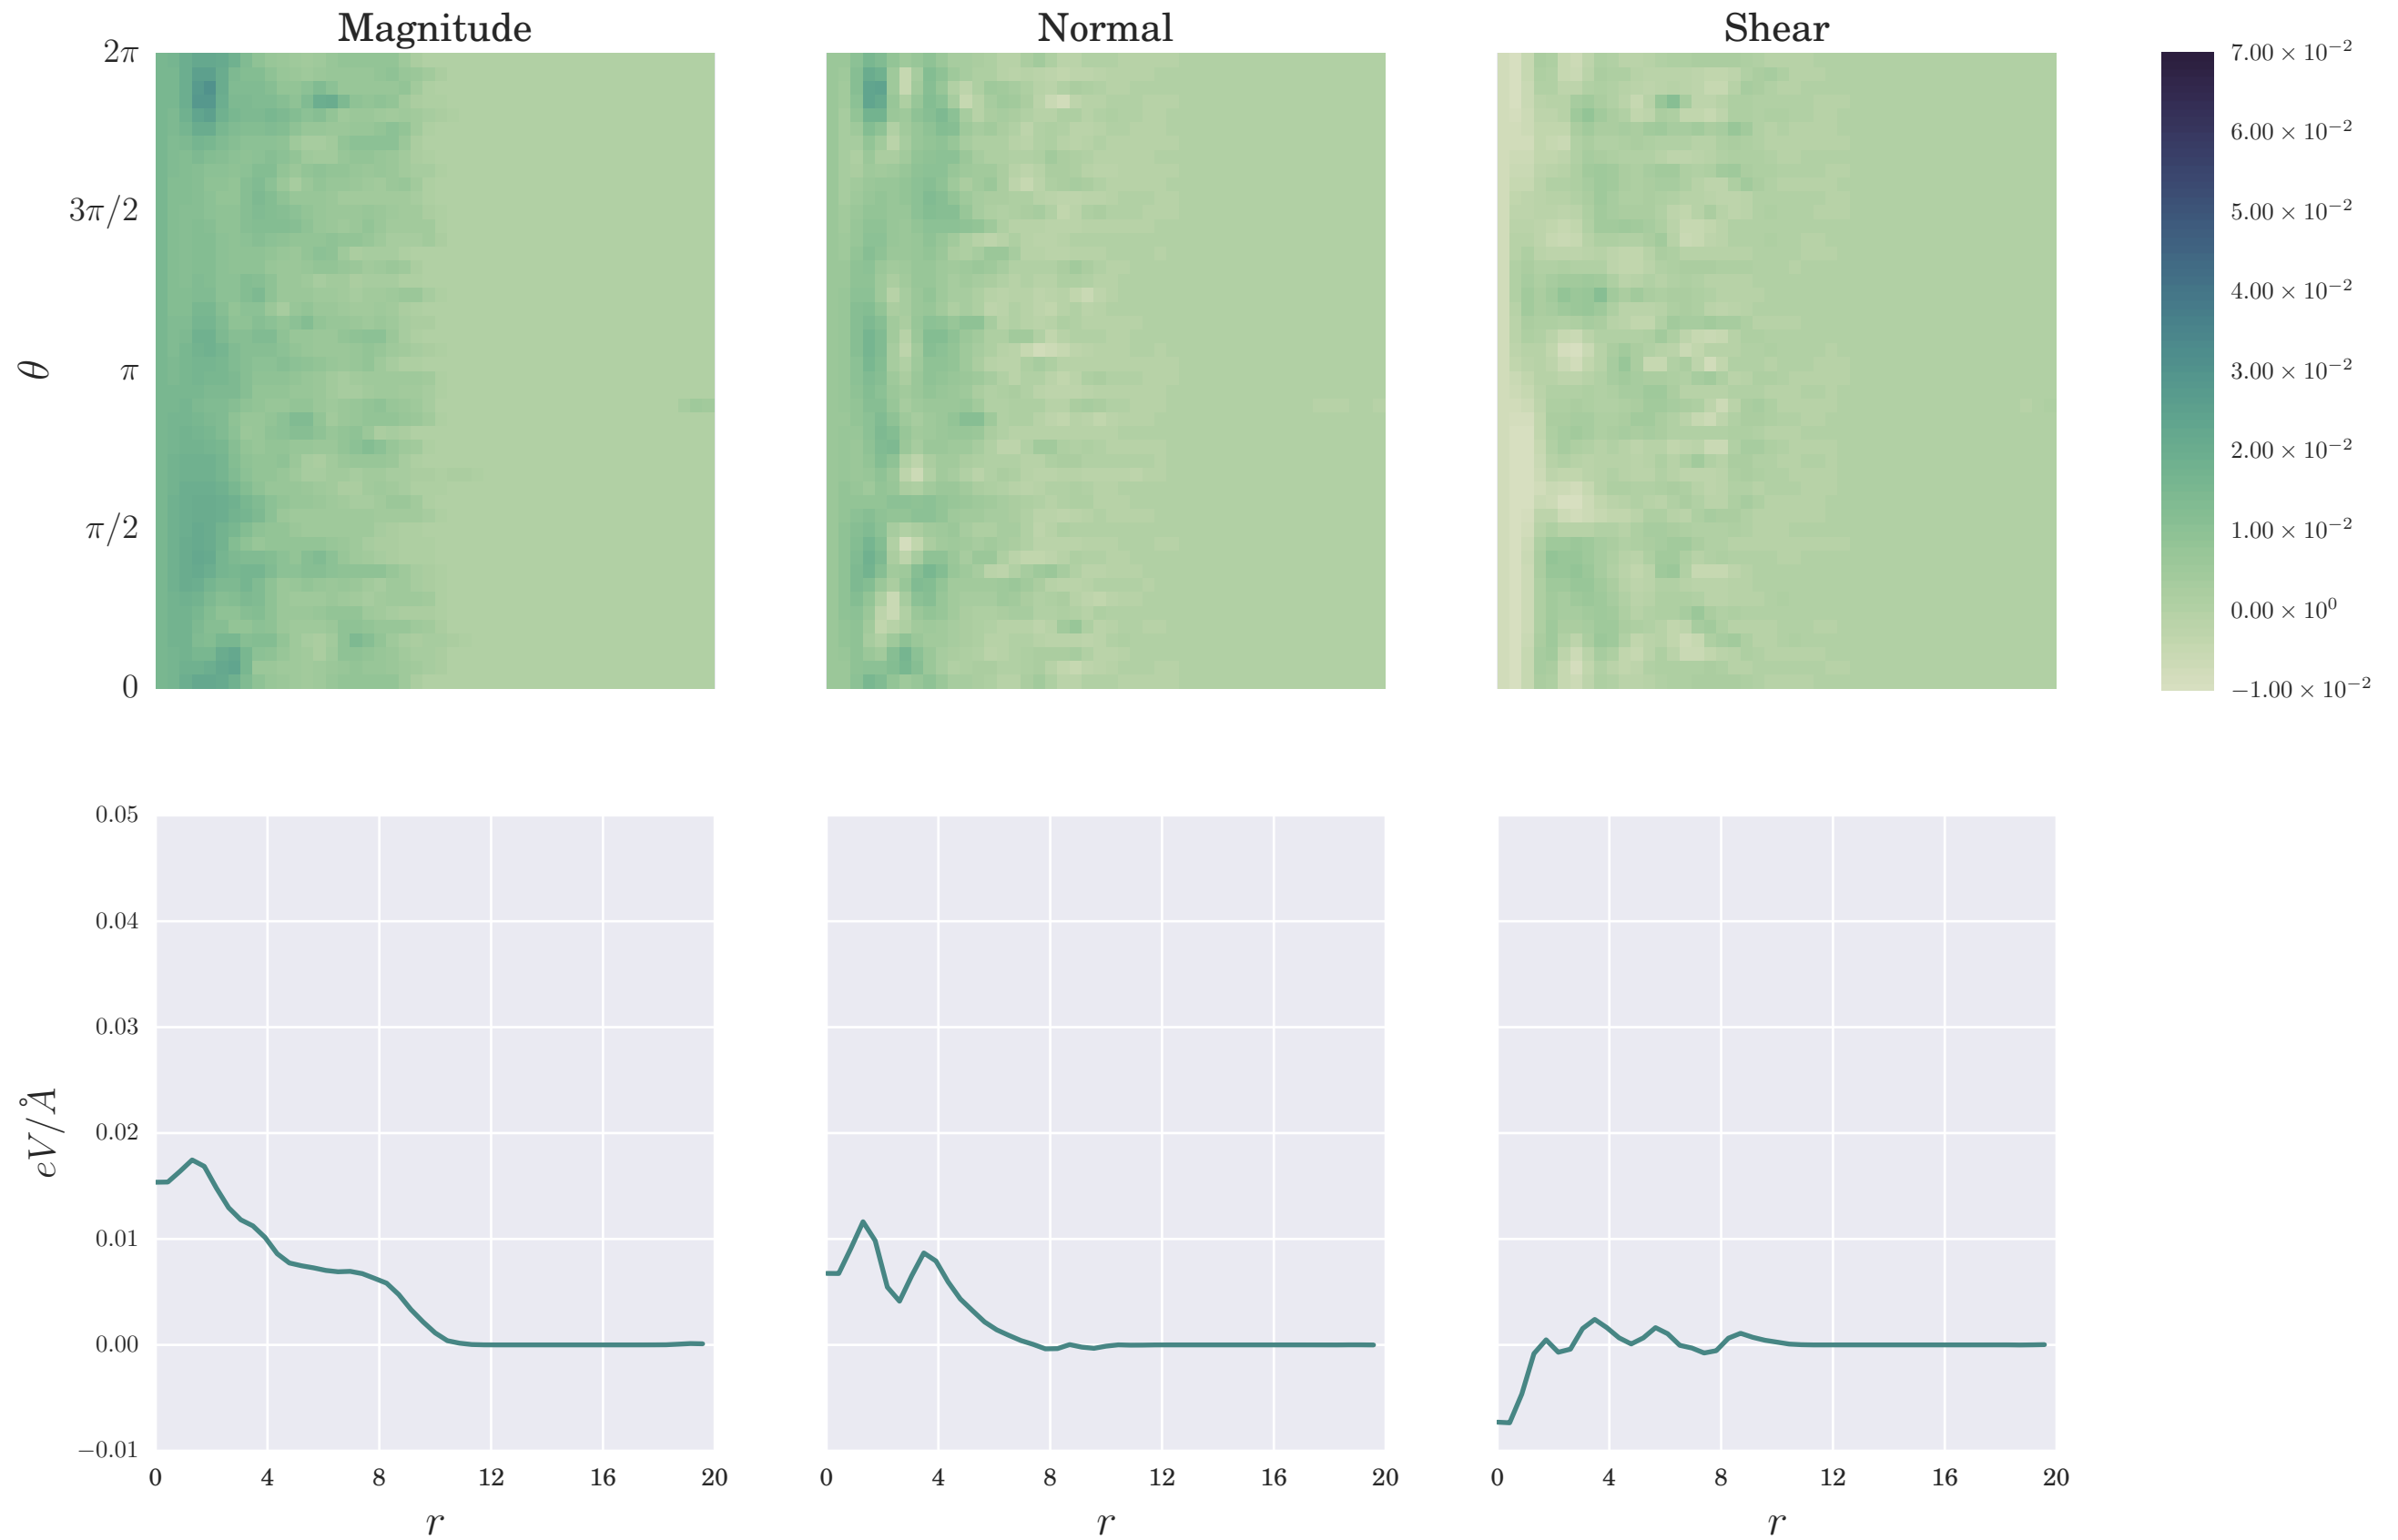 Magnitude
Normal
Shear
2π
3π/2
π
π/2
0
θ
7.00 × 10⁻²
6.00 × 10⁻²
5.00 × 10⁻²
4.00 × 10⁻²
3.00 × 10⁻²
2.00 × 10⁻²
1.00 × 10⁻²
0.00 × 10⁰
−1.00 × 10⁻²
0.05
0.04
0.03
0.02
0.01
0.00
−0.01
eV/Å
0 4 8 12 16 20
0 4 8 12 16 20
0 4 8 12 16 20
r
r
r